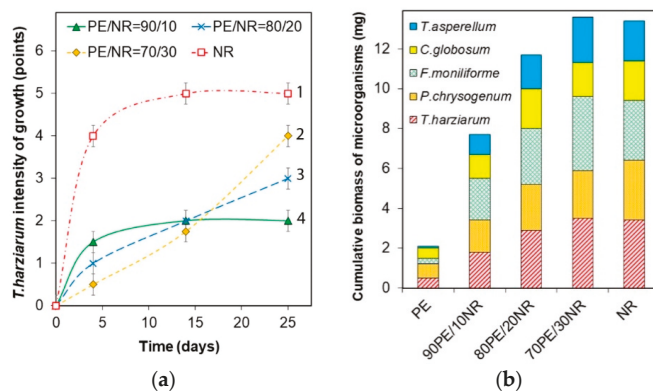 PE/NR=90/10
PE/NR=80/20
PE/NR=70/30
NR
T.harziarum intensity of growth (points)
6
5
4
3
2
1
0
1
2
3
4
0
5
10
15
20
25
Time (days)
(a)
Cumulative biomass of microorganisms (mg)
12
10
8
6
4
2
0
T.asperellum
C.globosum
F.moniliforme
P.chrysogenum
T.harziarum
PE
90PE/10NR
80PE/20NR
70PE/30NR
NR
(b)